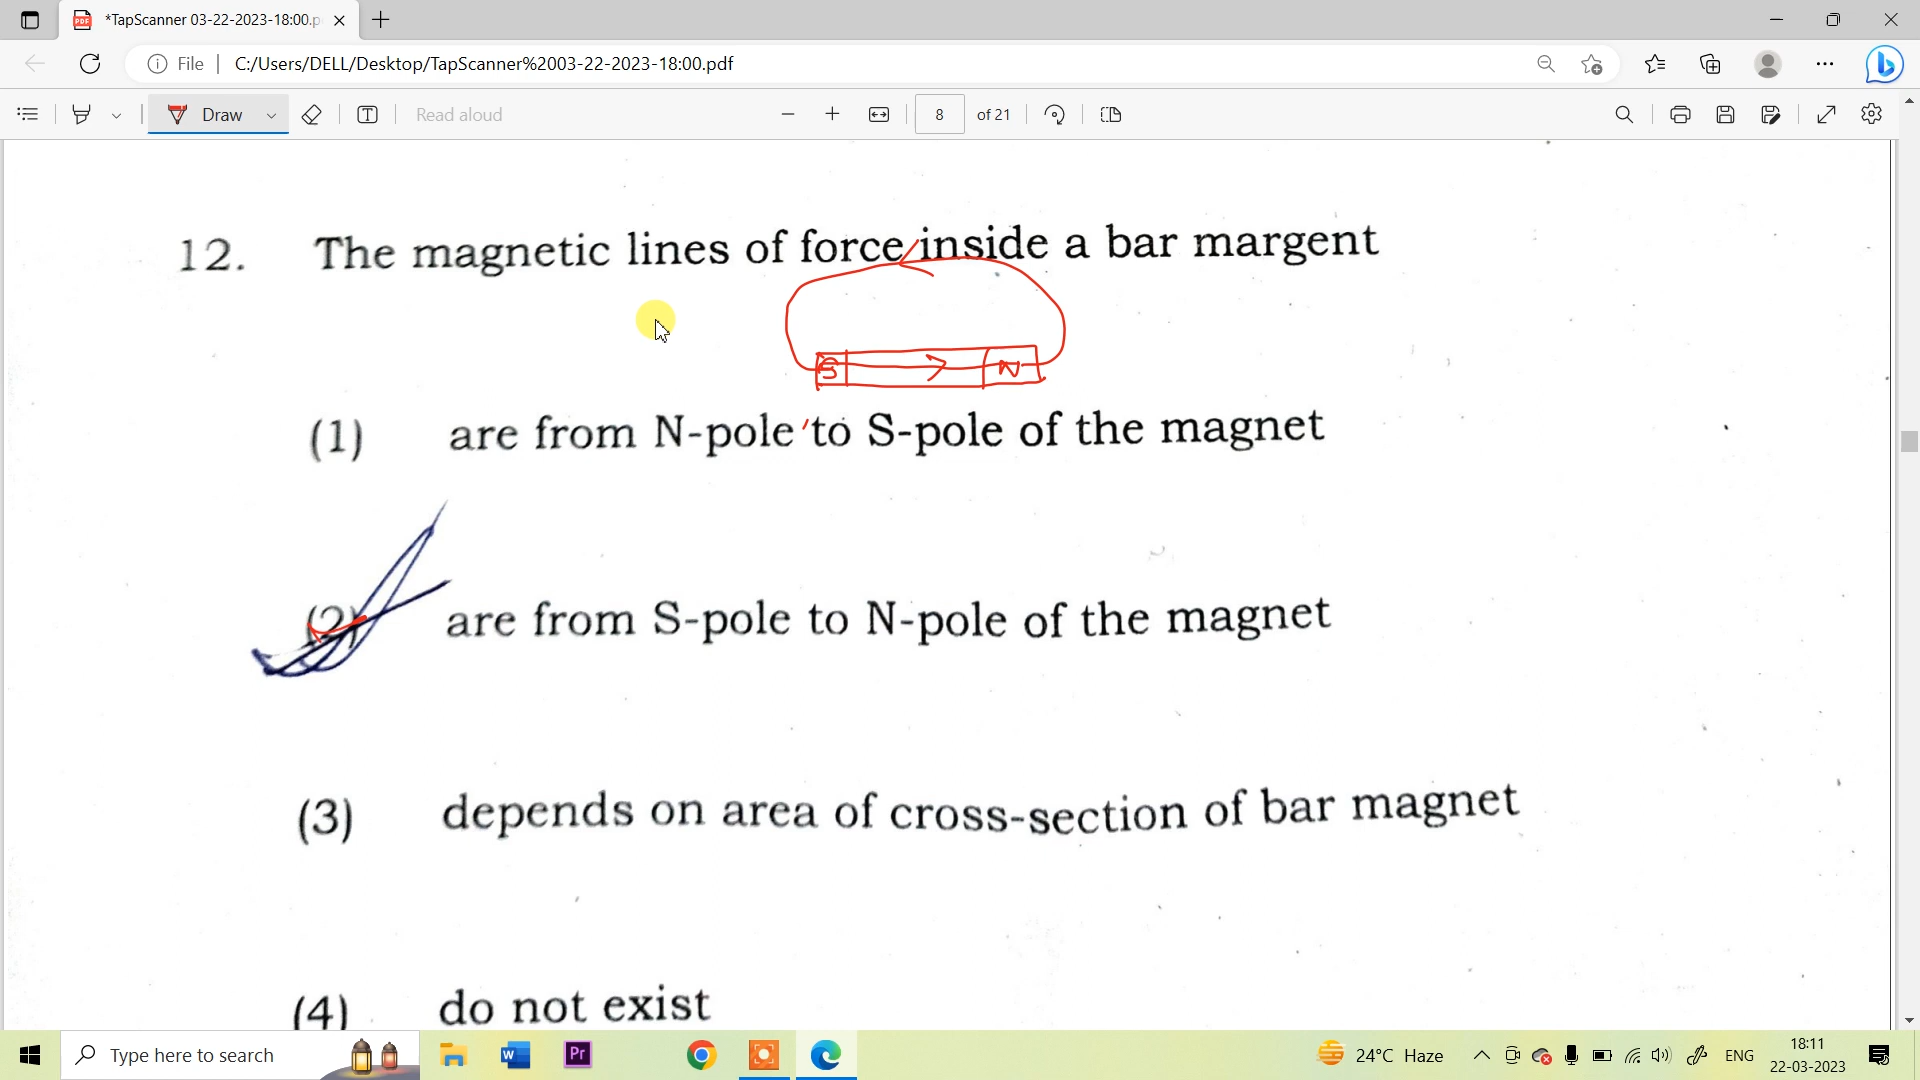 *TapScanner 03-22-2023-18:00.p
File
C:/Users/DELL/Desktop/TapScanner%2003-22-2023-18:00.pdf
Draw
Read aloud
8 of 21
12. The magnetic lines of force inside a bar margent
S N
(1) are from N-pole to S-pole of the magnet
(2) are from S-pole to N-pole of the magnet
(3) depends on area of cross-section of bar magnet
(4) do not exist
Type here to search
24°C Haze
ENG
18:11
22-03-2023